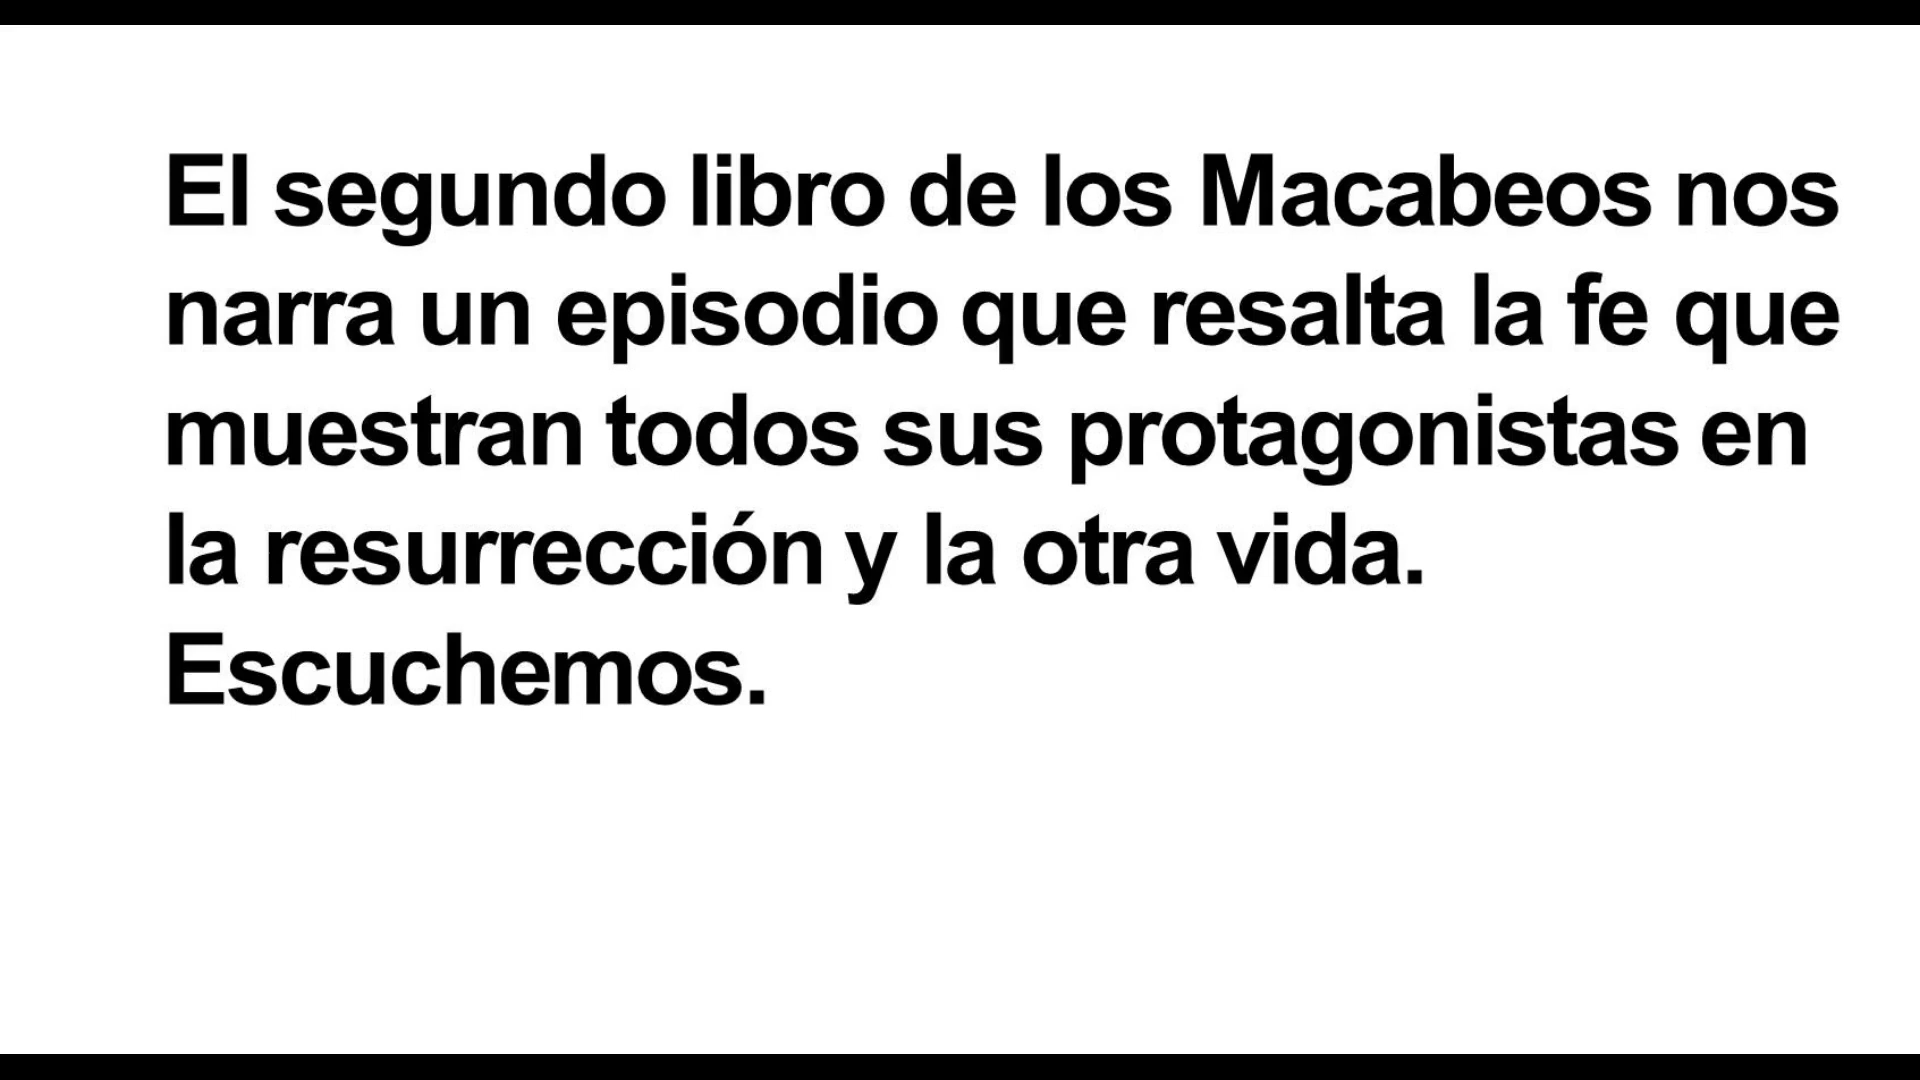 El segundo libro de los Macabeos nos
narra un episodio que resalta la fe que
muestran todos sus protagonistas en
la resurrección y la otra vida.
Escuchemos.